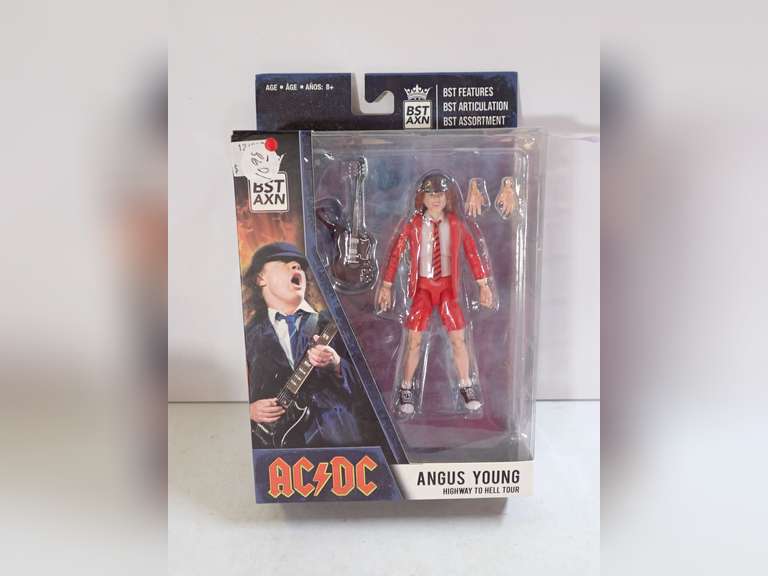 AGE • ÂGE • AÑOS: 8+
BST
AXN
BST FEATURES
BST ARTICULATION
BST ASSORTMENT
BST
AXN
AC⚡DC
ANGUS YOUNG
HIGHWAY TO HELL TOUR